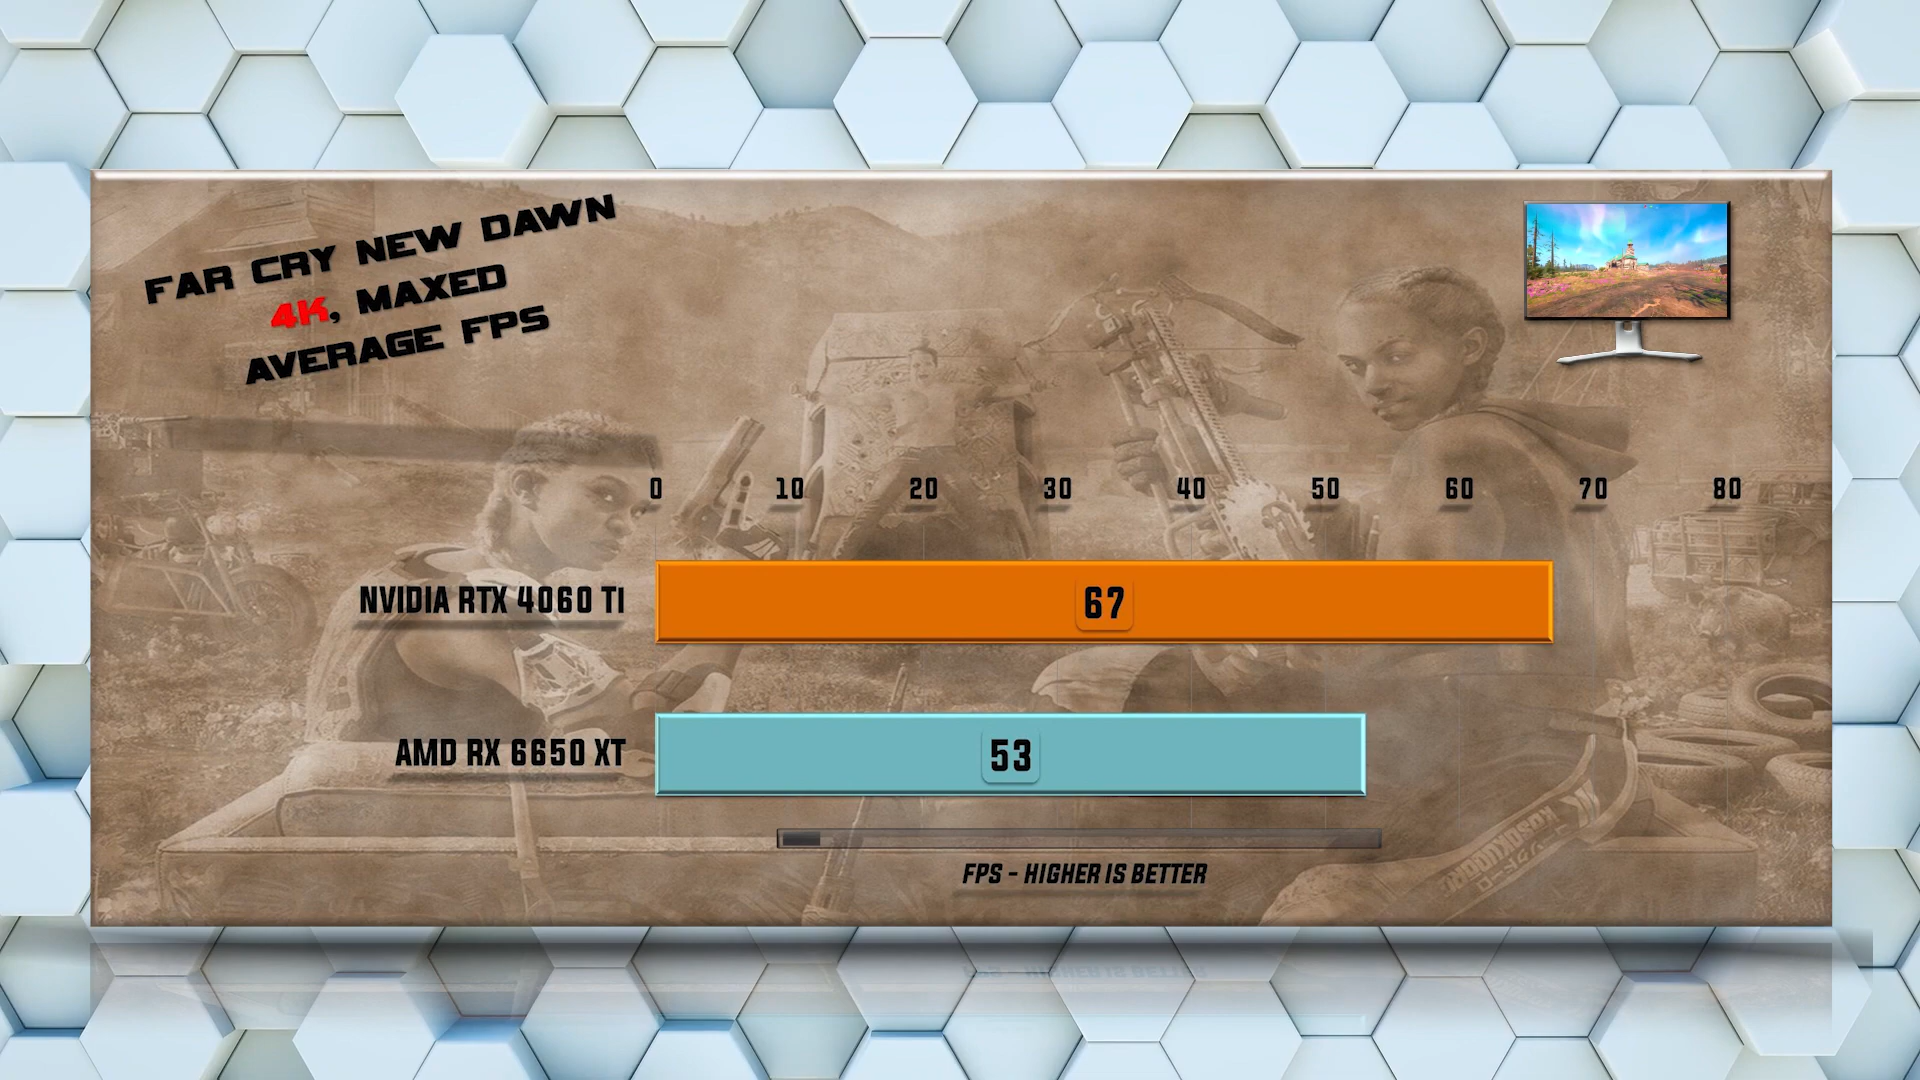 FAR CRY NEW DAWN
4K, MAXED
AVERAGE FPS
0 10 20 30 40 50 60 70 80
NVIDIA RTX 4060 TI 67
AMD RX 6650 XT 53
FPS - HIGHER IS BETTER